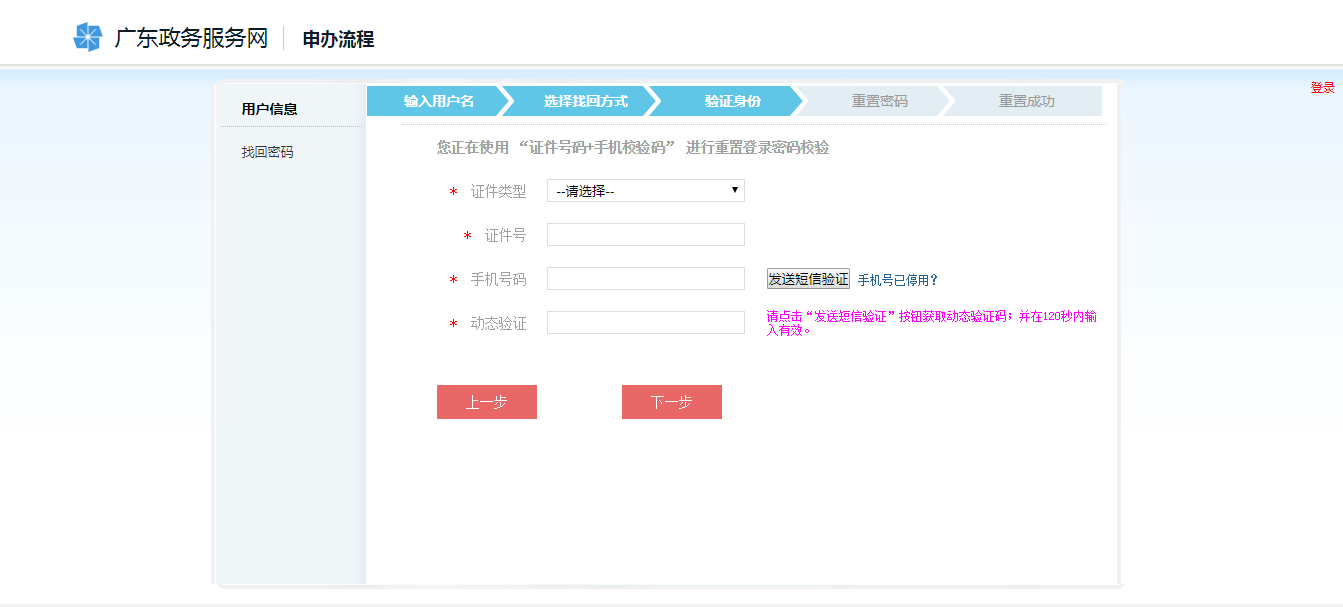 广东政务服务网 申办流程
登录
用户信息
找回密码
输入用户名 选择找回方式 验证身份 重置密码 重置成功
您正在使用 “证件号码+手机校验码” 进行重置登录密码校验
* 证件类型 --请选择--
* 证件号
* 手机号码 发送短信验证 手机号已停用?
* 动态验证 请点击“发送短信验证”按钮获取动态验证码；并在120秒内输
入有效。
上一步 下一步